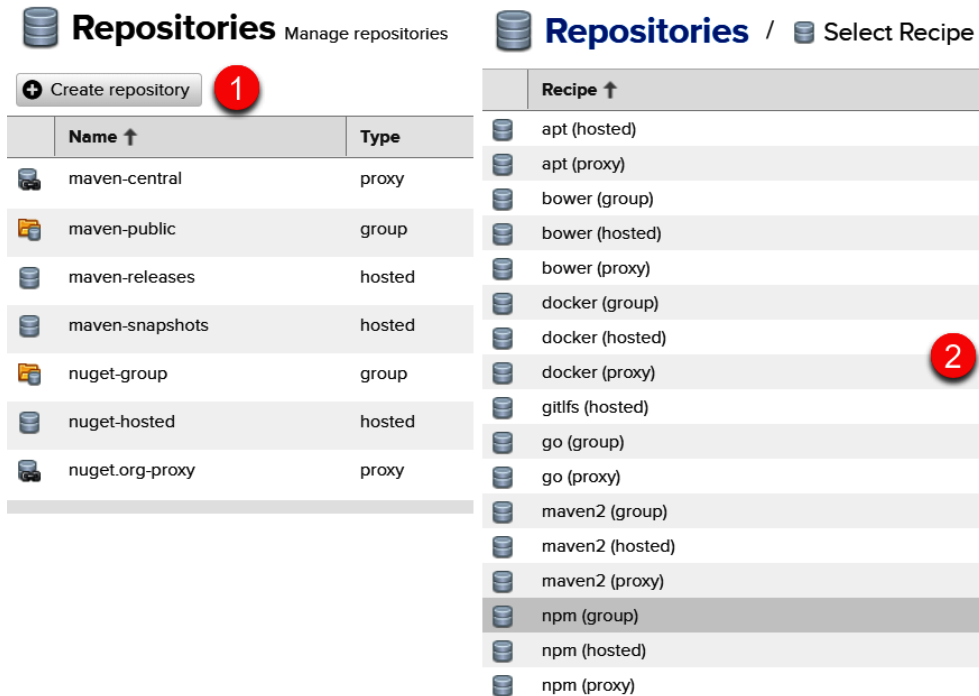 Repositories Manage repositories
Create repository 1
Name ↑ Type
maven-central proxy
maven-public group
maven-releases hosted
maven-snapshots hosted
nuget-group group
nuget-hosted hosted
nuget.org-proxy proxy
Repositories / Select Recipe
Recipe ↑
apt (hosted)
apt (proxy)
bower (group)
bower (hosted)
bower (proxy)
docker (group)
docker (hosted)
2
docker (proxy)
gitlfs (hosted)
go (group)
go (proxy)
maven2 (group)
maven2 (hosted)
maven2 (proxy)
npm (group)
npm (hosted)
npm (proxy)